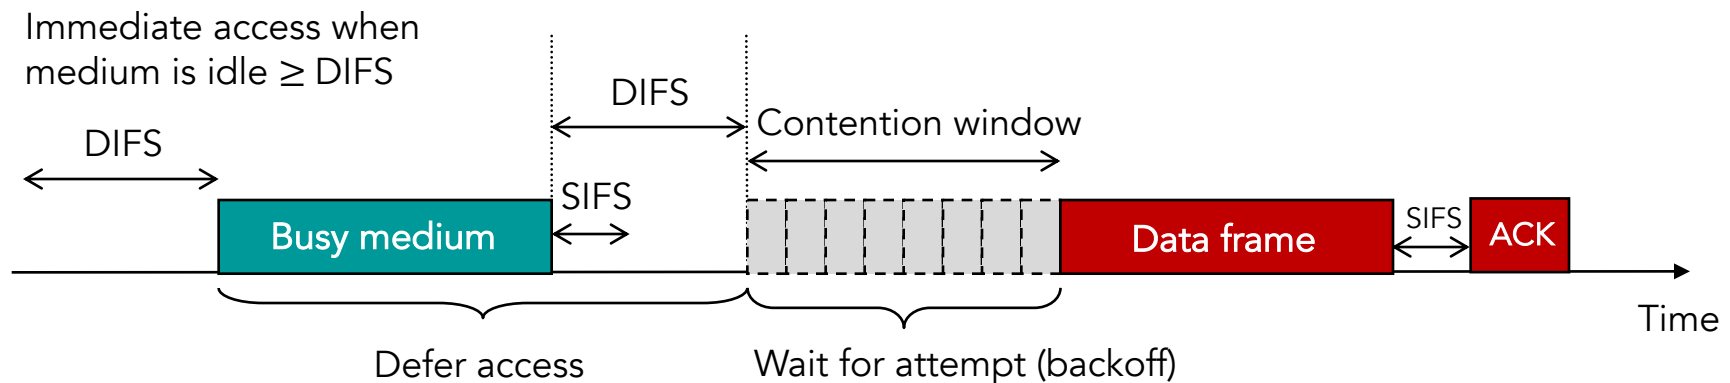 Immediate access when
medium is idle ≥ DIFS
DIFS
DIFS
Contention window
SIFS
Busy medium
Data frame
SIFS
ACK
Time
Defer access
Wait for attempt (backoff)